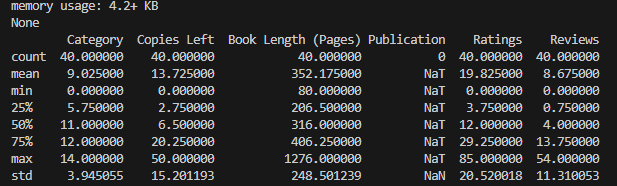 memory usage: 4.2+ KB
None
Category Copies Left Book Length (Pages) Publication Ratings Reviews
count 40.000000 40.000000 40.000000 0 40.000000 40.000000
mean 9.025000 13.725000 352.175000 NaT 19.825000 8.675000
min 0.000000 0.000000 80.000000 NaT 0.000000 0.000000
25% 5.750000 2.750000 206.500000 NaT 3.750000 0.750000
50% 11.000000 6.500000 316.000000 NaT 12.000000 4.000000
75% 12.000000 20.250000 406.250000 NaT 29.250000 13.750000
max 14.000000 50.000000 1276.000000 NaT 85.000000 54.000000
std 3.945055 15.201193 248.501239 NaN 20.520018 11.310053